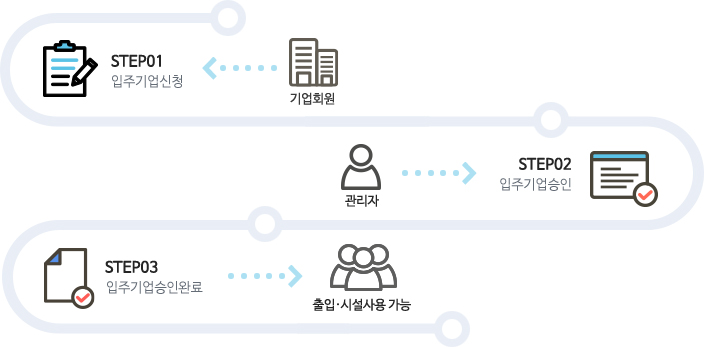 STEP01
입주기업신청
기업회원
관리자
STEP02
입주기업승인
STEP03
입주기업승인완료
출입·시설사용 가능